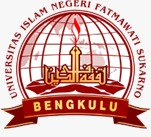 UNIVERSITAS ISLAM NEGERI FATMAWATI SUKARNO
BENGKULU